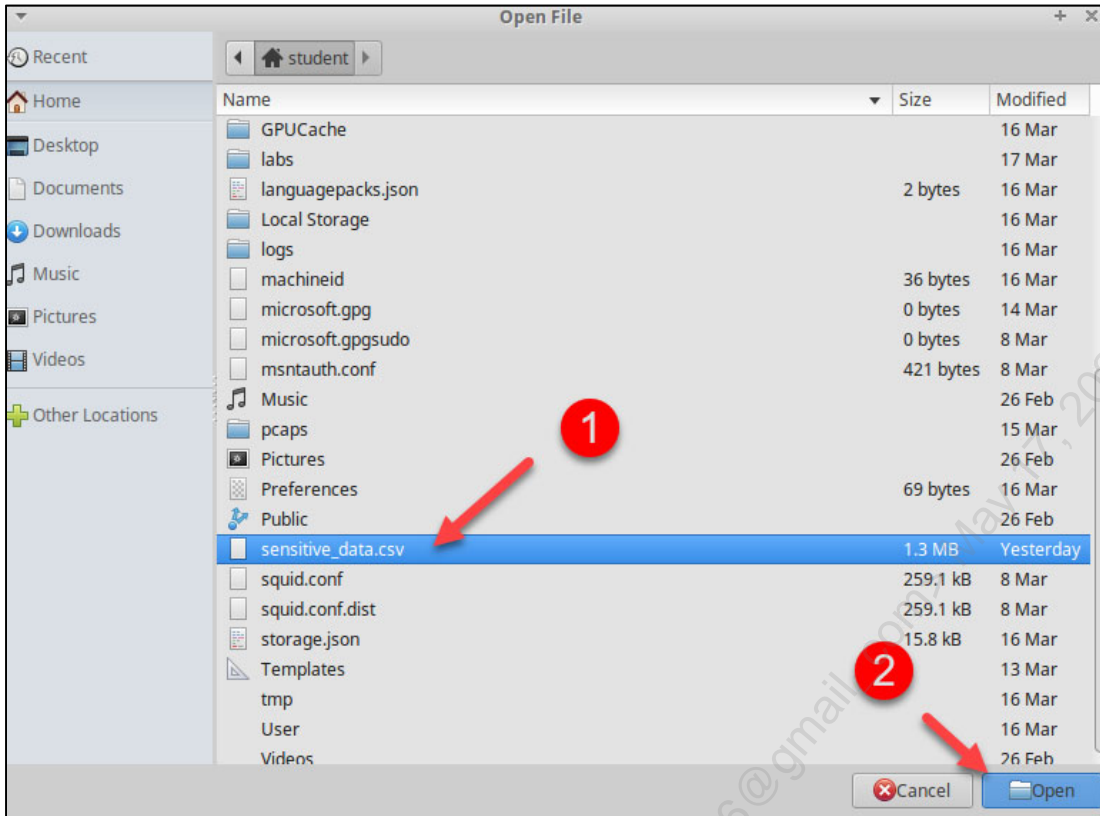 Open File
Recent
student
Home
Name Size Modified
GPUCache 16 Mar
Desktop
labs 17 Mar
Documents
languagepacks.json 2 bytes 16 Mar
Local Storage 16 Mar
Downloads
logs 16 Mar
Music
machineid 36 bytes 16 Mar
Pictures
microsoft.gpg 0 bytes 14 Mar
microsoft.gpgsudo 0 bytes 8 Mar
Videos
msntauth.conf 421 bytes 8 Mar
Music 26 Feb
Other Locations
pcaps 15 Mar
1
Pictures 26 Feb
Preferences 69 bytes 16 Mar
Public 26 Feb
sensitive_data.csv 1.3 MB Yesterday
squid.conf 259.1 kB 8 Mar
squid.conf.dist 259.1 kB 8 Mar
storage.json 15.8 kB 16 Mar
Templates 13 Mar
2
tmp 16 Mar
User 16 Mar
Videos 26 Feb
Cancel Open
6@gmail.com> May 17, 20